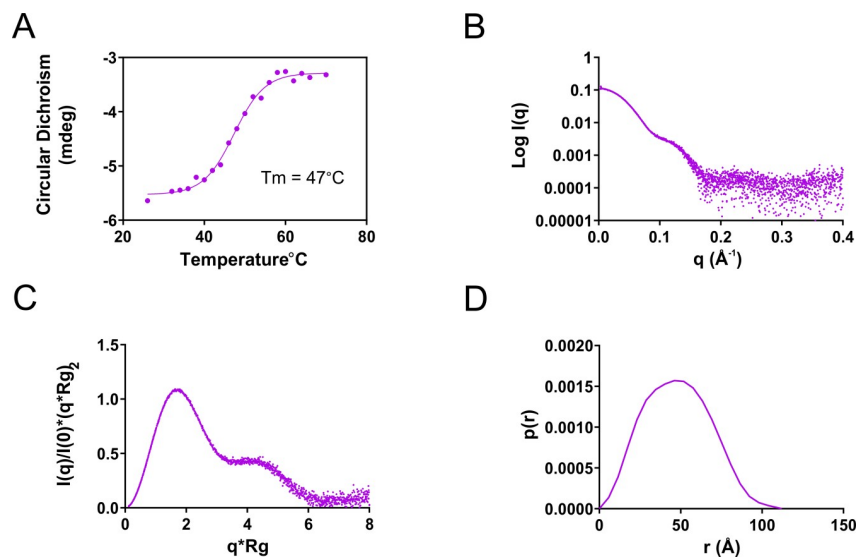 A
Circular Dichroism
(mdeg)
-3
-4
-5
-6
20
40
60
80
Tm = 47°C
Temperature°C
B
Log I(q)
1
0.1
0.01
0.001
0.0001
0.00001
0.0
0.1
0.2
0.3
0.4
q (Å-1)
C
I(q)/I(0)*(q*Rg)2
1.5
1.0
0.5
0.0
0
2
4
6
8
q*Rg
D
p(r)
0.0020
0.0015
0.0010
0.0005
0.0000
0
50
100
150
r (Å)